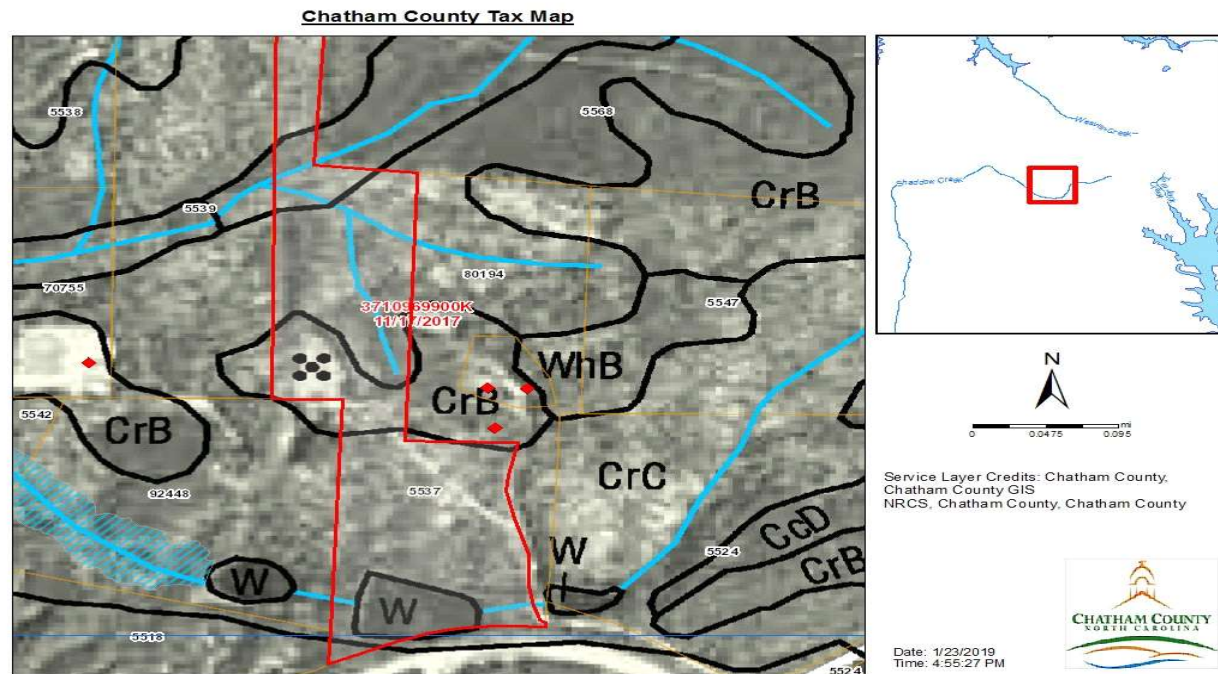 Chatham County Tax Map
5538
5568
CrB
5539
80194
70755
5547
3710969900K
11/17/2017
WhB
CrB
5542
CrB
CrC
92448
5537
CcD
5524
W
CrB
W
W
5518
5524
Shaddox Creek
N
0 0.0475 0.095 mi
Service Layer Credits: Chatham County,
Chatham County GIS
NRCS, Chatham County, Chatham County
CHATHAM COUNTY
NORTH CAROLINA
Date: 1/23/2019
Time: 4:55:27 PM